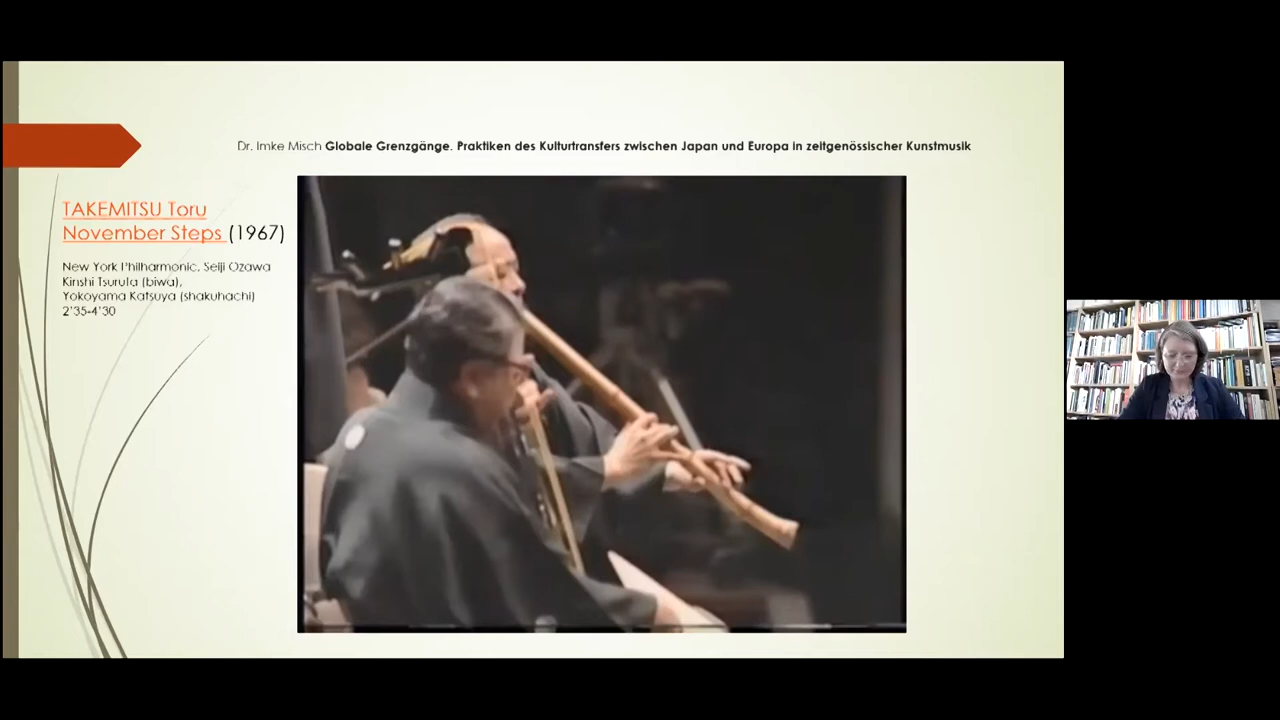 Dr. Imke Misch Globale Grenzgänge. Praktiken des Kulturtransfers zwischen Japan und Europa in zeitgenössischer Kunstmusik
TAKEMITSU Toru
November Steps (1967)
New York Philharmonic, Seiji Ozawa
Kinshi Tsuruta (biwa),
Yokoyama Katsuya (shakuhachi)
2'35-4'30